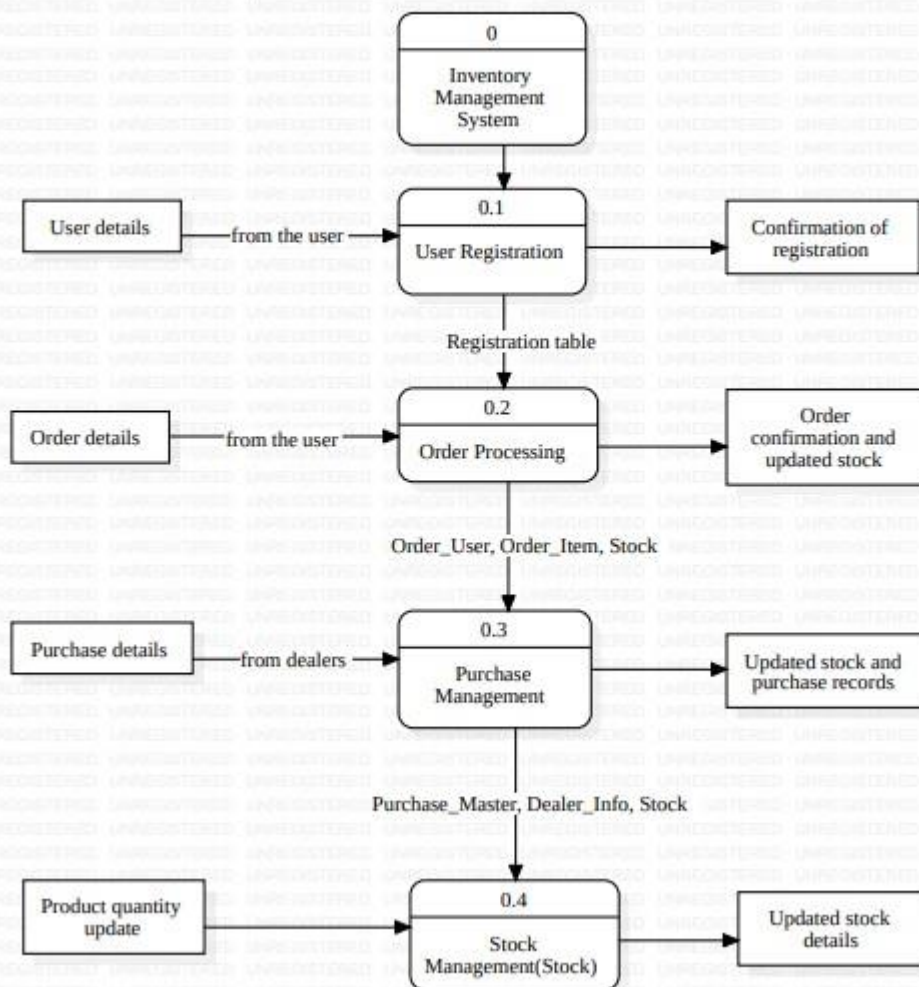 0
Inventory
Management
System
0.1
User details
from the user
User Registration
Confirmation of
registration
Registration table
0.2
Order details
from the user
Order Processing
Order
confirmation and
updated stock
Order_User, Order_Item, Stock
0.3
Purchase details
from dealers
Purchase
Management
Updated stock and
purchase records
Purchase_Master, Dealer_Info, Stock
0.4
Product quantity
update
Stock
Management(Stock)
Updated stock
details
UNREGISTERED